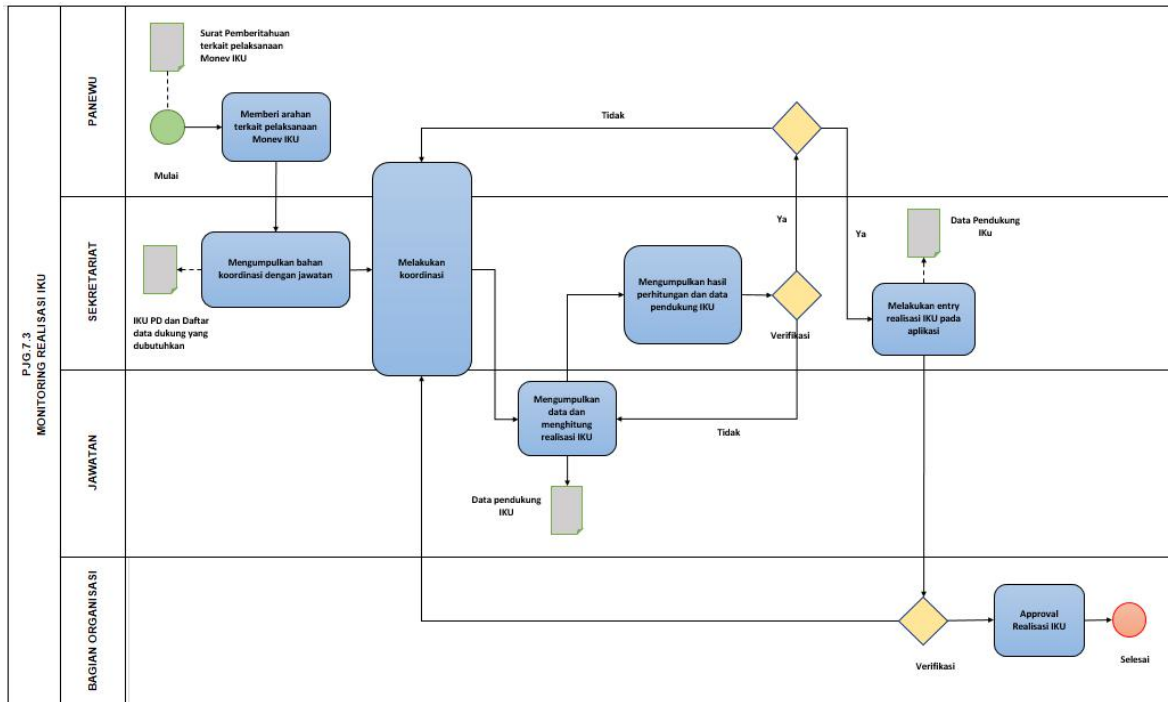 PJG.7.3
MONITORING REALISASI IKU
PANEWU
Surat Pemberitahuan
terkait pelaksanaan
Monev IKU
Mulai
Memberi arahan
terkait pelaksanaan
Monev IKU
Tidak
SEKRETARIAT
IKU PD dan Daftar
data dukung yang
dubutuhkan
Mengumpulkan bahan
koordinasi dengan jawatan
Melakukan
koordinasi
Mengumpulkan hasil
perhitungan dan data
pendukung IKU
Ya
Verifikasi
Ya
Data Pendukung
IKu
Melakukan entry
realisasi IKU pada
aplikasi
JAWATAN
Mengumpulkan
data dan
menghitung
realisasi IKU
Tidak
Data pendukung
IKU
BAGIAN ORGANISASI
Verifikasi
Approval
Realisasi IKU
Selesai